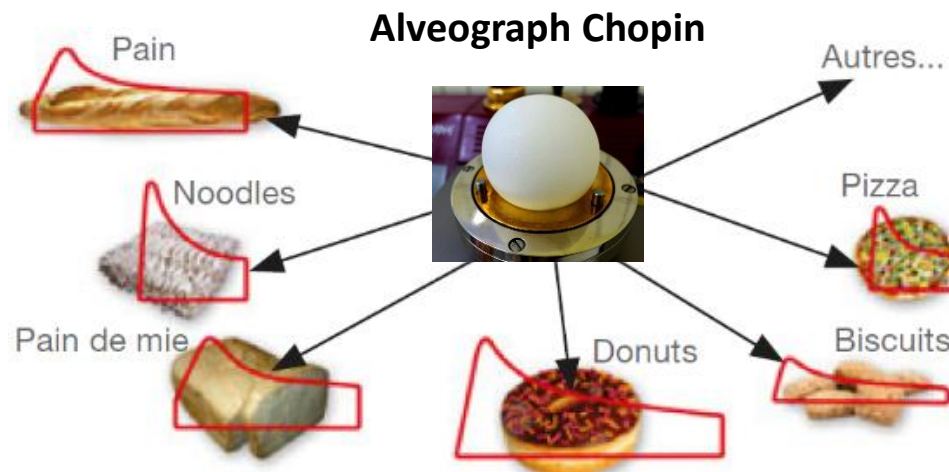 Alveograph Chopin
Pain
Autres...
Noodles
Pizza
Pain de mie
Donuts
Biscuits